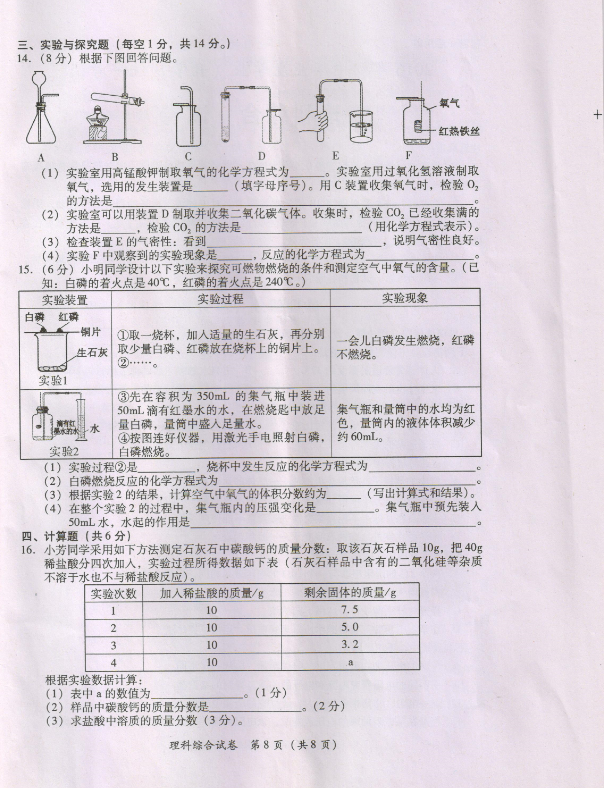 三、实验与探究题（每空1分，共14分。）
14.（8分）根据下图回答问题。
氧气
红热铁丝
A B C D E F
（1）实验室用高锰酸钾制取氧气的化学方程式为______。实验室用过氧化氢溶液制取
氧气，选用的发生装置是______（填字母序号）。用C装置收集氧气时，检验O₂
的方法是______。
（2）实验室可以用装置D制取并收集二氧化碳气体。收集时，检验CO₂已经收集满的
方法是______，检验CO₂的方法是______（用化学方程式表示）。
（3）检查装置E的气密性：看到______，说明气密性良好。
（4）实验F中观察到的实验现象是______，反应的化学方程式为______。
15.（6分）小明同学设计以下实验来探究可燃物燃烧的条件和测定空气中氧气的含量。（已
知：白磷的着火点是40℃，红磷的着火点是240℃。）
实验装置 实验过程 实验现象
白磷 红磷
铜片
生石灰
实验1
①取一烧杯，加入适量的生石灰，再分别
取少量白磷、红磷放在烧杯上的铜片上。
②……。
一会儿白磷发生燃烧，红磷
不燃烧。
滴有红
墨水的水
水
实验2
③先在容积为350mL的集气瓶中装进
50mL滴有红墨水的水，在燃烧匙中放足
量白磷，量筒中盛入足量水。
④按图连好仪器，用激光手电照射白磷，
白磷燃烧。
集气瓶和量筒中的水均为红
色，量筒内的液体体积减少
约60mL。
（1）实验过程②是______，烧杯中发生反应的化学方程式为______。
（2）白磷燃烧反应的化学方程式为______。
（3）根据实验2的结果，计算空气中氧气的体积分数约为______（写出计算式和结果）。
（4）在整个实验2的过程中，集气瓶内的压强变化是______。集气瓶中预先装入
50mL水，水起的作用是______。
四、计算题（共6分）
16. 小芳同学采用如下方法测定石灰石中碳酸钙的质量分数：取该石灰石样品10g，把40g
稀盐酸分四次加入，实验过程所得数据如下表（石灰石样品中含有的二氧化硅等杂质
不溶于水也不与稀盐酸反应）。
实验次数 加入稀盐酸的质量/g 剩余固体的质量/g
1 10 7.5
2 10 5.0
3 10 3.2
4 10 a
根据实验数据计算：
（1）表中a的数值为______。（1分）
（2）样品中碳酸钙的质量分数是______。（2分）
（3）求盐酸中溶质的质量分数（3分）。
理科综合试卷 第8页（共8页）